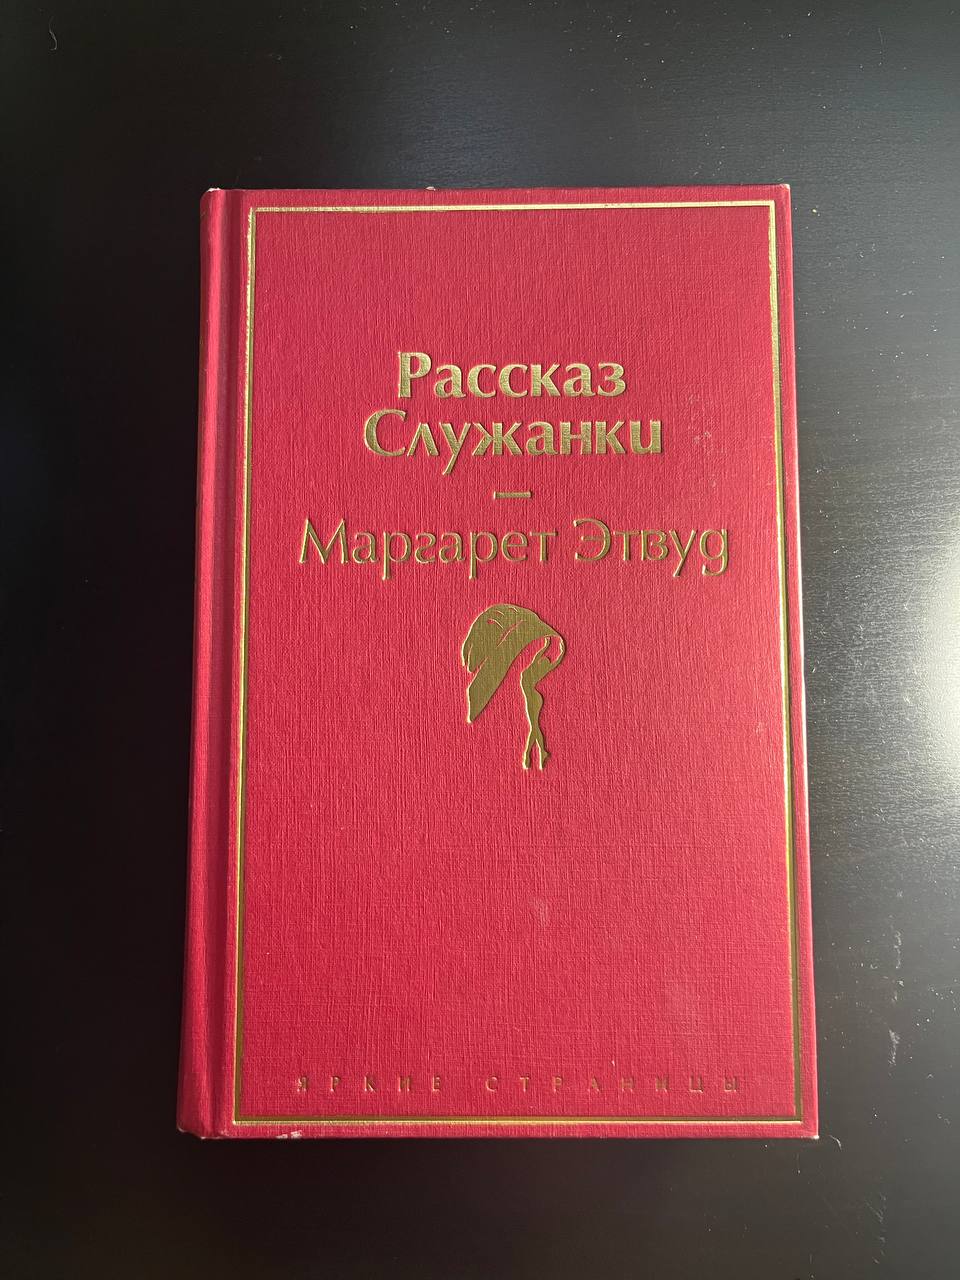 Рассказ
Служанки
—
Маргарет Этвуд
ЯРКИЕ СТРАНИЦЫ